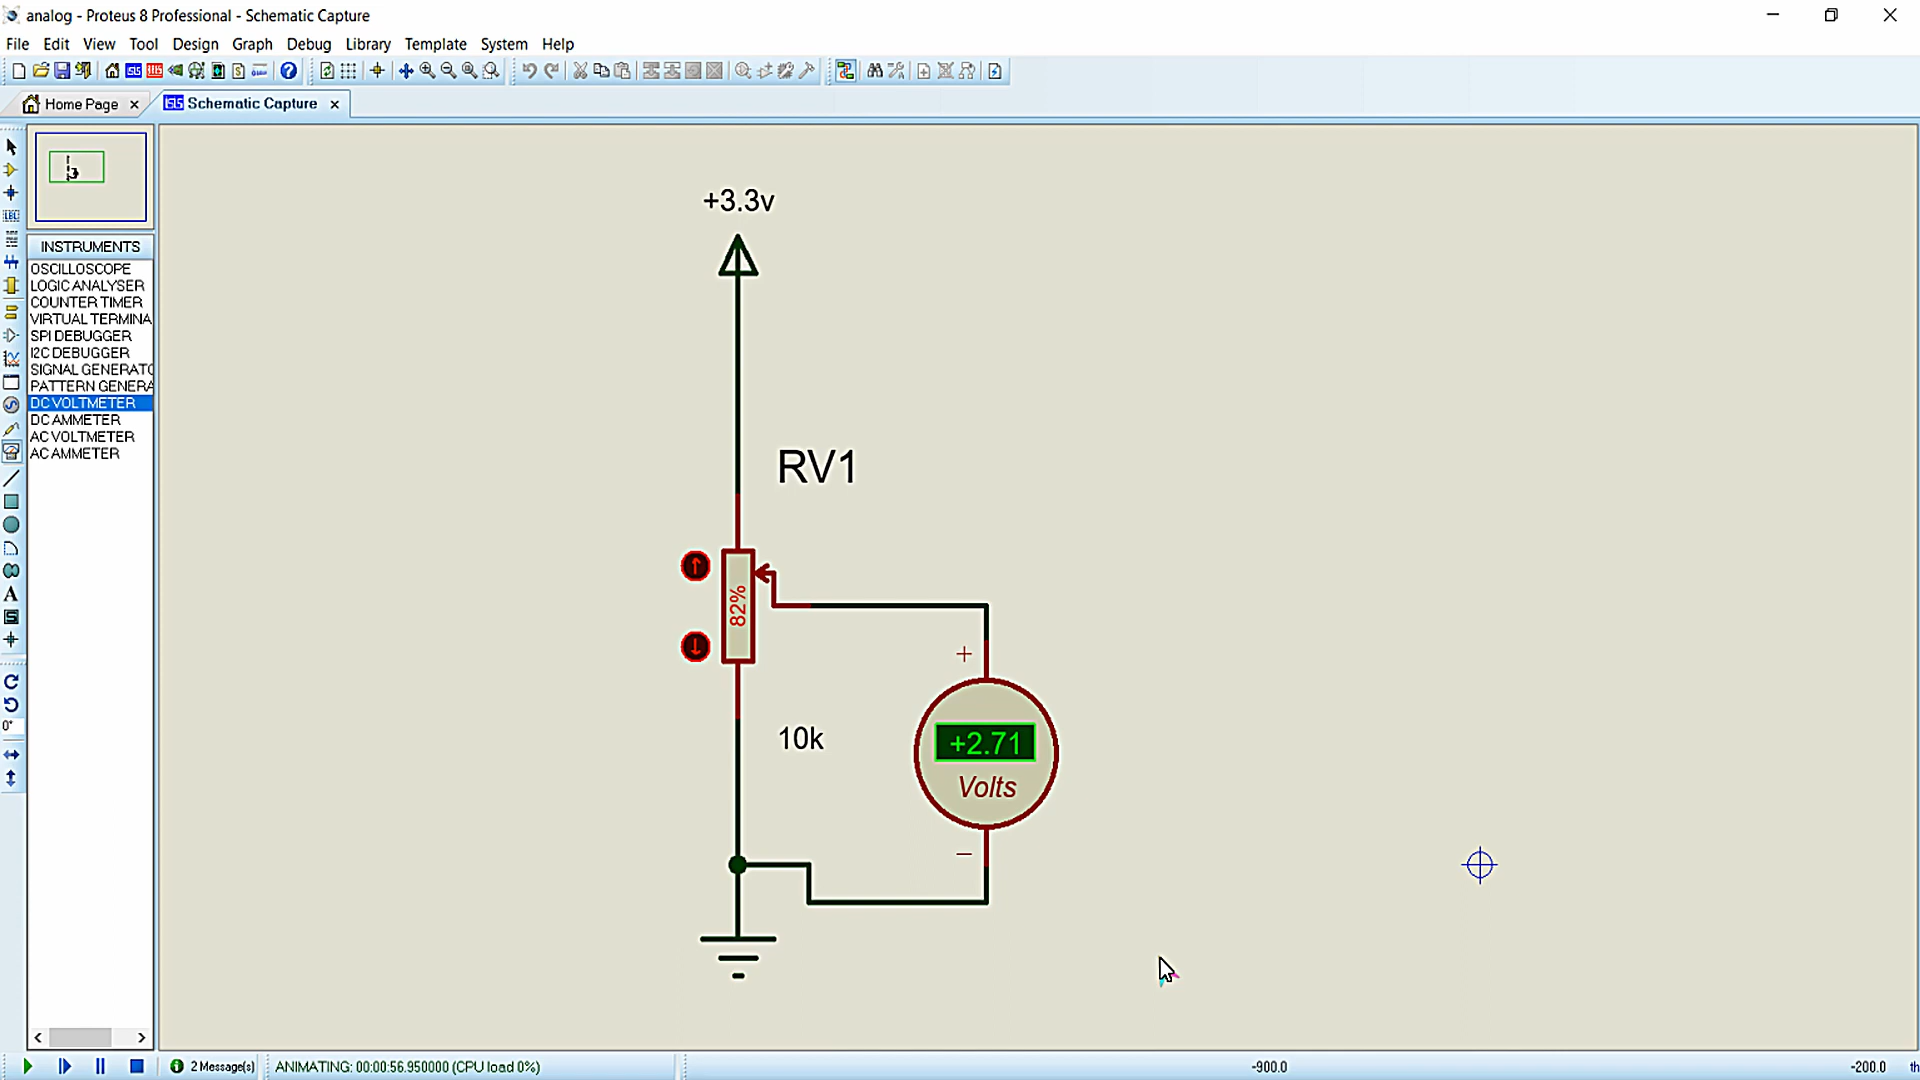 analog - Proteus 8 Professional - Schematic Capture
File Edit View Tool Design Graph Debug Library Template System Help
Home Page
Schematic Capture
INSTRUMENTS
OSCILLOSCOPE
LOGIC ANALYSER
COUNTER TIMER
VIRTUAL TERMINA
SPI DEBUGGER
I2C DEBUGGER
SIGNAL GENERATO
PATTERN GENERA
DC VOLTMETER
DC AMMETER
AC VOLTMETER
AC AMMETER
0°
+3.3v
RV1
82%
10k
+
+2.71
Volts
−
2 Message(s)
ANIMATING: 00:00:56.950000 (CPU load 0%)
-900.0
-200.0
th